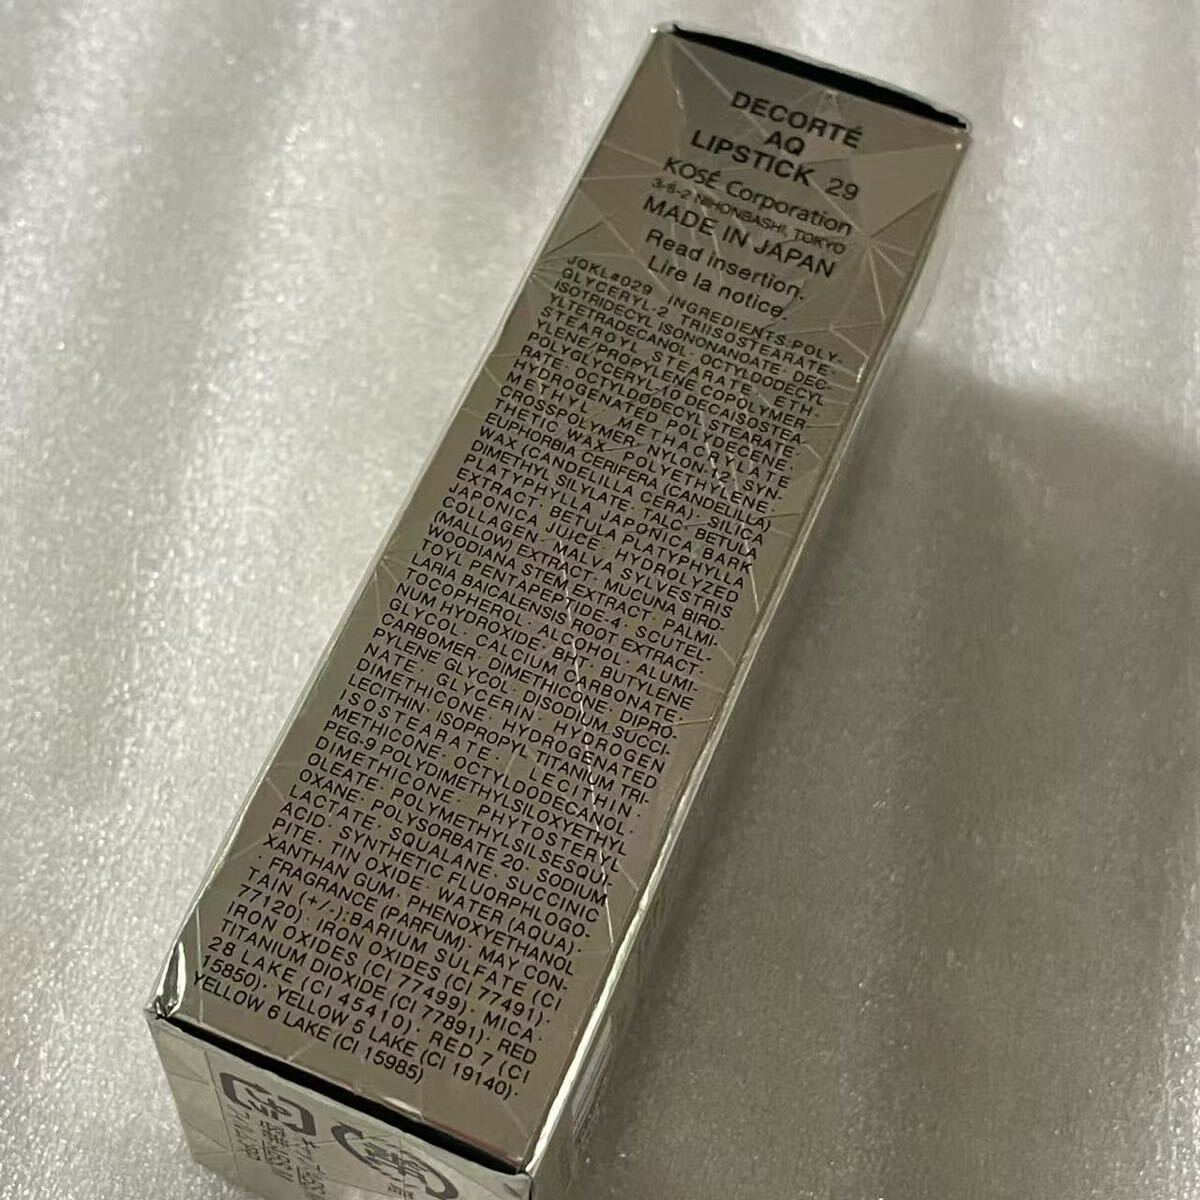 DECORTÉ
AQ
LIPSTICK 29
KOSÉ Corporation
3-6-2 NIHONBASHI, TOKYO
MADE IN JAPAN
Read insertion.
Lire la notice.
JQKL#029 INGREDIENTS:POLY-
GLYCERYL-2 TRIISOSTEARATE·
ISOTRIDECYL ISONONANOATE· DEC-
YLTETRADECANOL· OCTYLDODECYL
STEAROYL STEARATE· ETH-
YLENE/PROPYLENE COPOLYMER·
POLYGLYCERYL-10 DECAISOSTEA-
RATE· OCTYLDODECYL STEARATE·
HYDROGENATED POLYDECENE·
METHYL METHACRYLATE
CROSSPOLYMER· NYLON-12· SYN-
THETIC WAX· POLYETHYLENE·
EUPHORBIA CERIFERA (CANDELILLA)
WAX (CANDELILLA CERA)· SILICA
DIMETHYL SILYLATE· TALC· BETULA
PLATYPHYLLA JAPONICA BARK
EXTRACT· BETULA PLATYPHYLLA
JAPONICA JUICE· HYDROLYZED
COLLAGEN· MALVA SYLVESTRIS
(MALLOW) EXTRACT· MUCUNA BIRD-
WOODIANA STEM EXTRACT· PALMI-
TOYL PENTAPEPTIDE-4· SCUTEL-
LARIA BAICALENSIS ROOT EXTRACT·
TOCOPHEROL· ALCOHOL· ALUMI-
NUM HYDROXIDE· BHT· BUTYLENE
GLYCOL· CALCIUM CARBONATE·
CARBOMER· DIMETHICONE· DIPRO-
PYLENE GLYCOL· DISODIUM SUCCI-
NATE· GLYCERIN· HYDROGEN
DIMETHICONE· HYDROGENATED
LECITHIN· ISOPROPYL TITANIUM TRI-
ISOSTEARATE· LECITHIN·
METHICONE· OCTYLDODECANOL·
PEG-9 POLYDIMETHYLSILOXYETHYL
DIMETHICONE· PHYTOSTERYL
OLEATE· POLYMETHYLSILSESQUI-
OXANE· POLYSORBATE 20· SODIUM
LACTATE· SQUALANE· SUCCINIC
ACID· SYNTHETIC FLUORPHLOGO-
PITE· TIN OXIDE· WATER (AQUA)·
XANTHAN GUM· PHENOXYETHANOL
· FRAGRANCE (PARFUM)· MAY CON-
TAIN (+/-):BARIUM SULFATE (CI
77120)· IRON OXIDES (CI 77491)·
IRON OXIDES (CI 77499)· MICA·
TITANIUM DIOXIDE (CI 77891)· RED
28 LAKE (CI 45410)· RED 7 (CI
15850)· YELLOW 5 LAKE (CI 19140)·
YELLOW 6 LAKE (CI 15985)